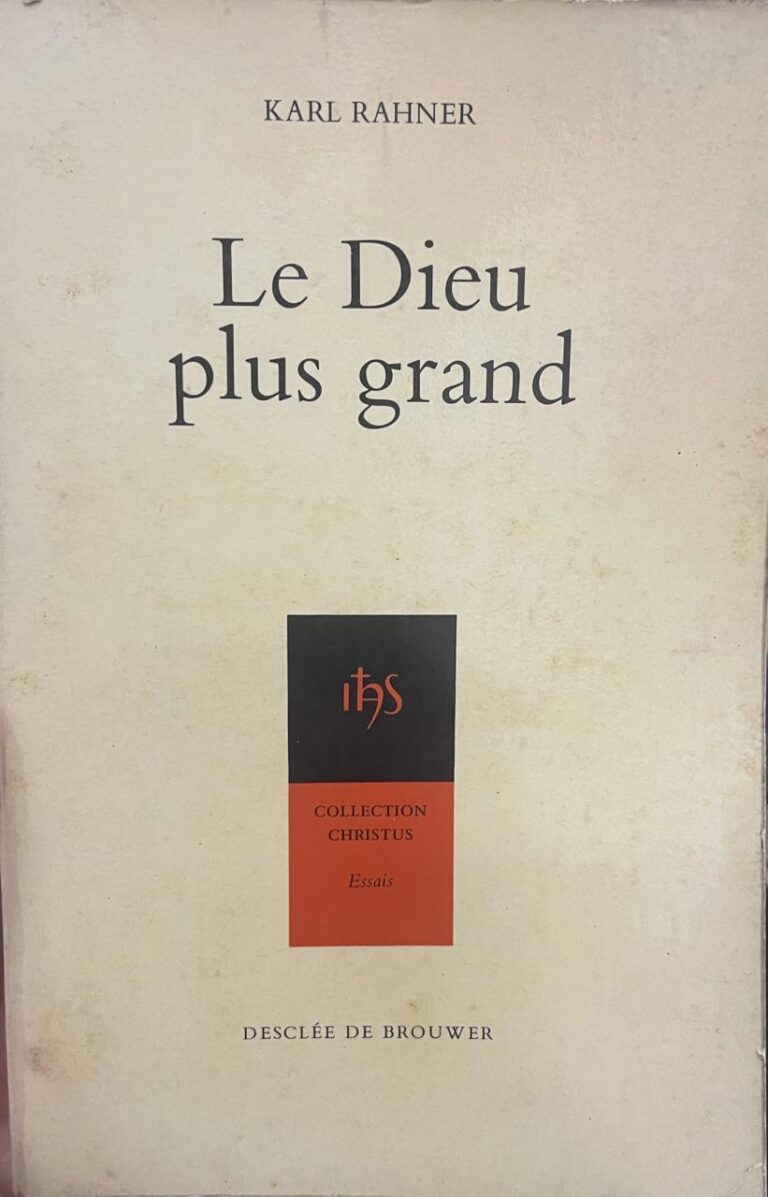 KARL RAHNER
Le Dieu
plus grand
ihs
COLLECTION
CHRISTUS
Essais
DESCLÉE DE BROUWER